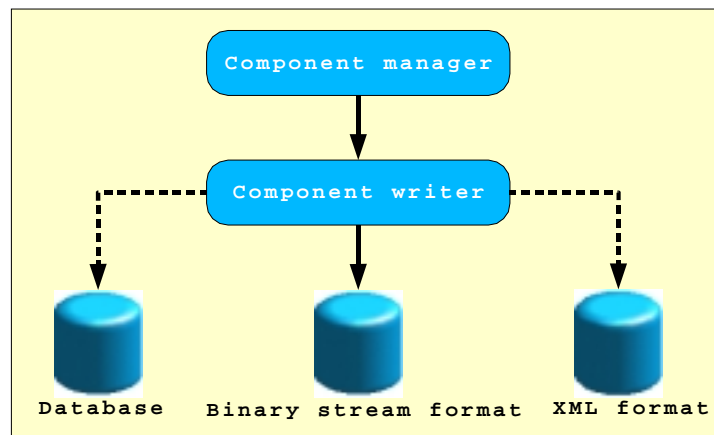 Component manager
Component writer
Database
Binary stream format
XML format